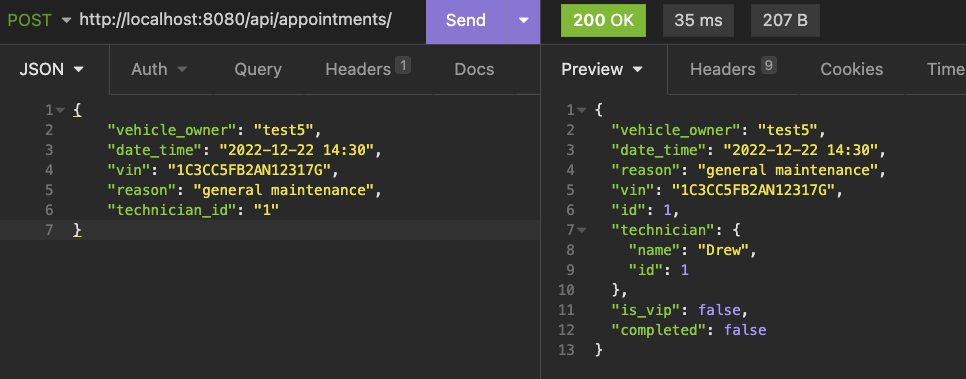 POST http://localhost:8080/api/appointments/ Send 200 OK 35 ms 207 B
JSON Auth Query Headers 1 Docs
1 {
2 "vehicle_owner": "test5",
3 "date_time": "2022-12-22 14:30",
4 "vin": "1C3CC5FB2AN12317G",
5 "reason": "general maintenance",
6 "technician_id": "1"
7 }
Preview Headers 9 Cookies Time
1 {
2 "vehicle_owner": "test5",
3 "date_time": "2022-12-22 14:30",
4 "reason": "general maintenance",
5 "vin": "1C3CC5FB2AN12317G",
6 "id": 1,
7 "technician": {
8 "name": "Drew",
9 "id": 1
10 },
11 "is_vip": false,
12 "completed": false
13 }